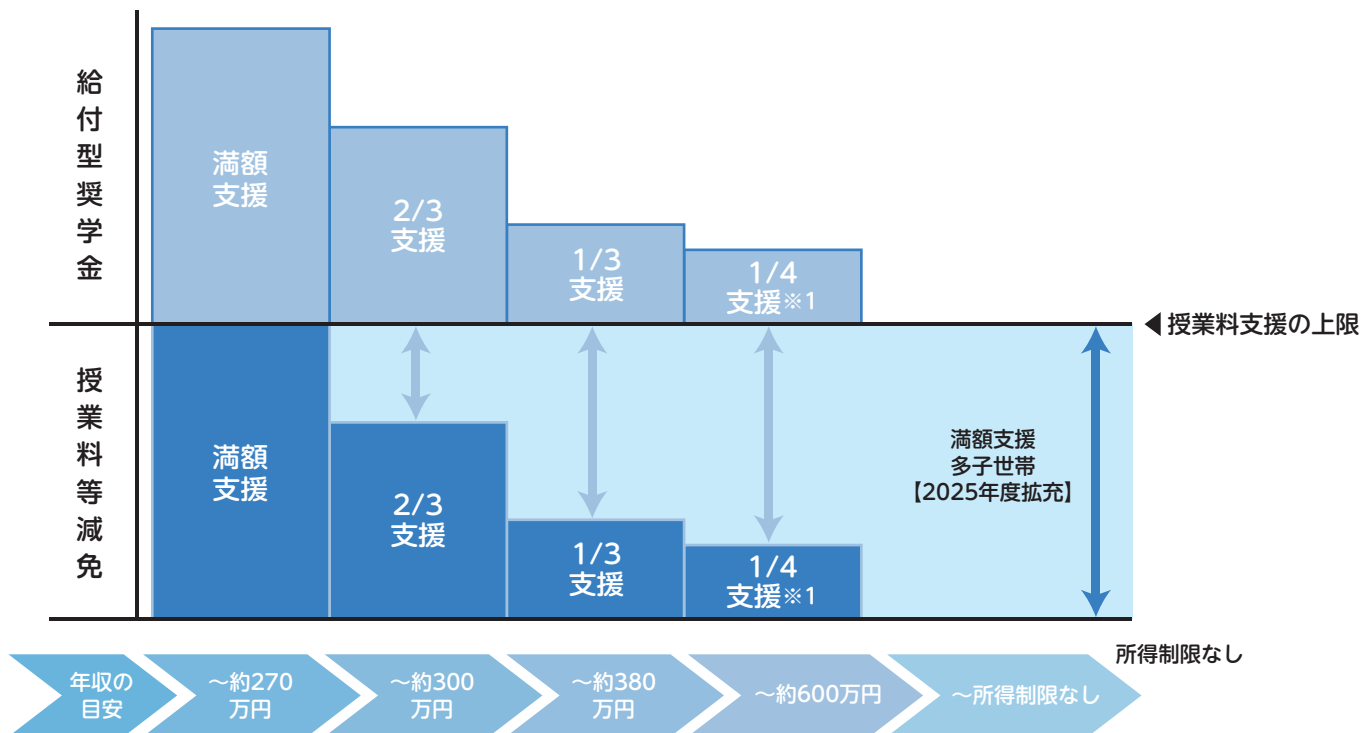 給付型奨学金
満額
支援
2/3
支援
1/3
支援
1/4
支援※1
◀授業料支援の上限
授業料等減免
満額
支援
2/3
支援
1/3
支援
1/4
支援※1
満額支援
多子世帯
【2025年度拡充】
所得制限なし
年収の
目安
～約270
万円
～約300
万円
～約380
万円
～約600万円
～所得制限なし